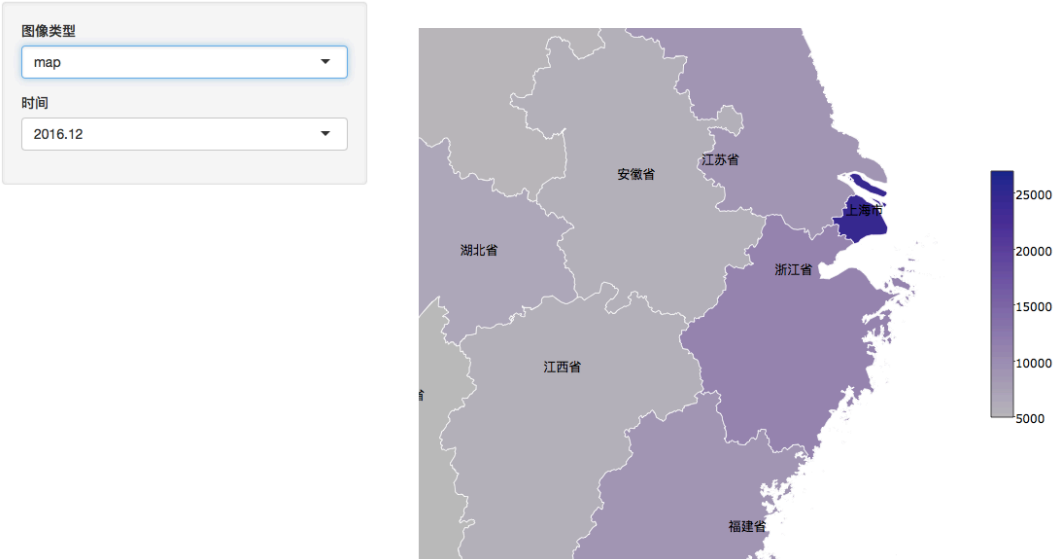 图像类型
map
时间
2016.12
安徽省
江苏省
上海市
湖北省
浙江省
江西省
省
福建省
25000
20000
15000
10000
5000